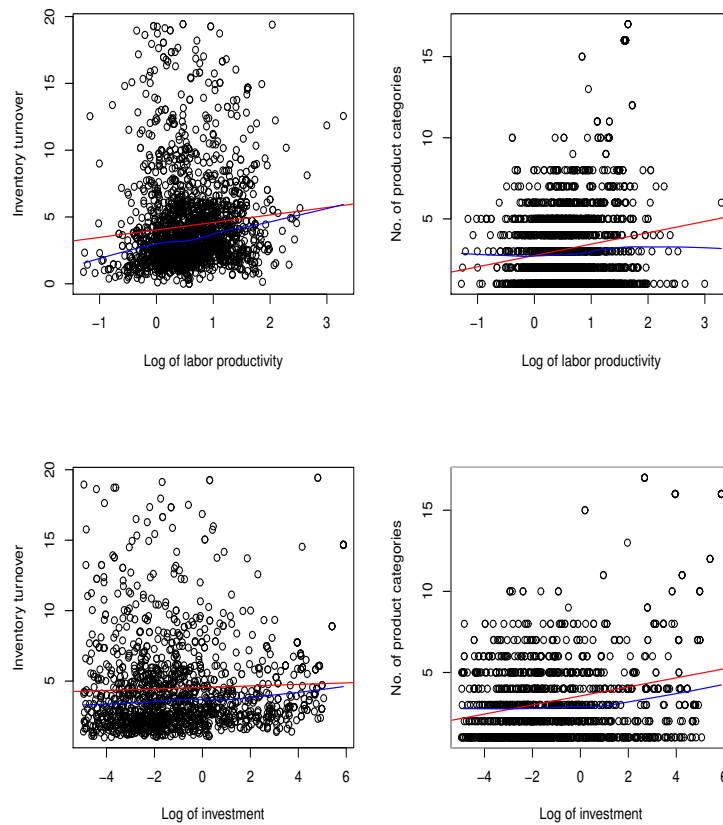 20
15
10
5
0
Inventory turnover
−1 0 1 2 3
Log of labor productivity
15
10
5
No. of product categories
−1 0 1 2 3
Log of labor productivity
20
15
10
5
Inventory turnover
−4 −2 0 2 4 6
Log of investment
15
10
5
No. of product categories
−4 −2 0 2 4 6
Log of investment